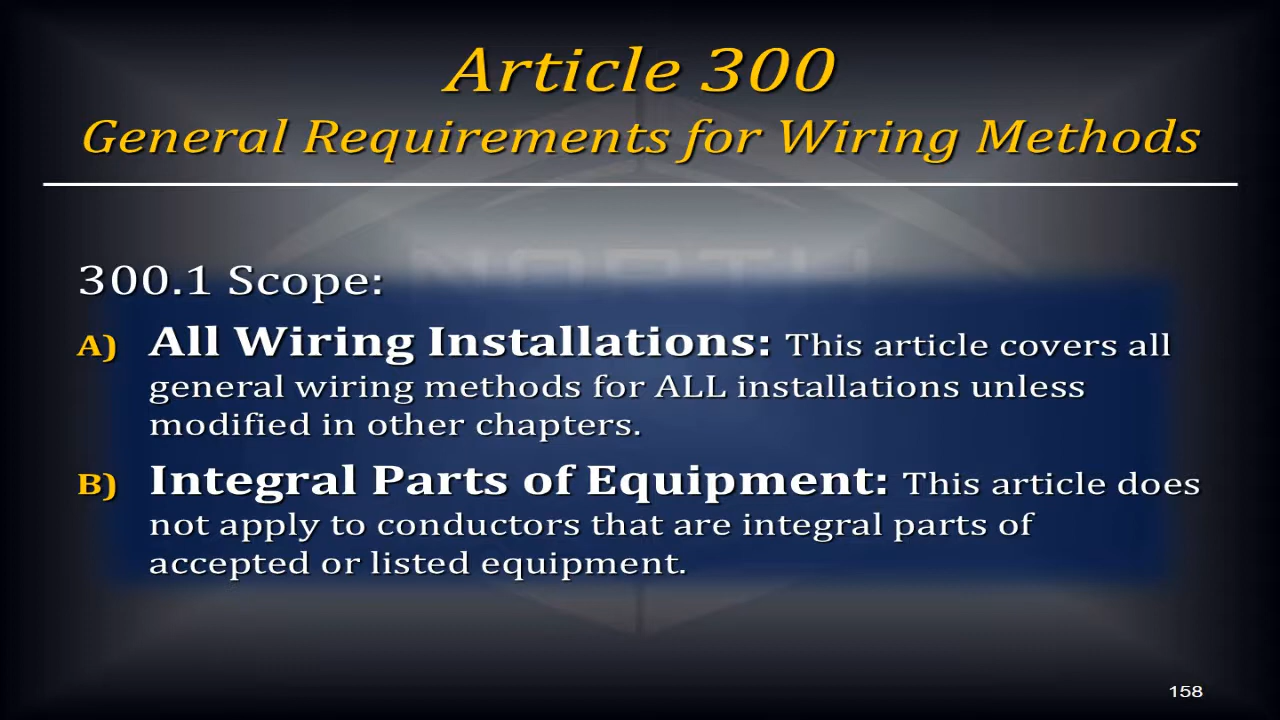 Article 300
General Requirements for Wiring Methods
300.1 Scope:
A) All Wiring Installations: This article covers all
general wiring methods for ALL installations unless
modified in other chapters.
B) Integral Parts of Equipment: This article does
not apply to conductors that are integral parts of
accepted or listed equipment.
158